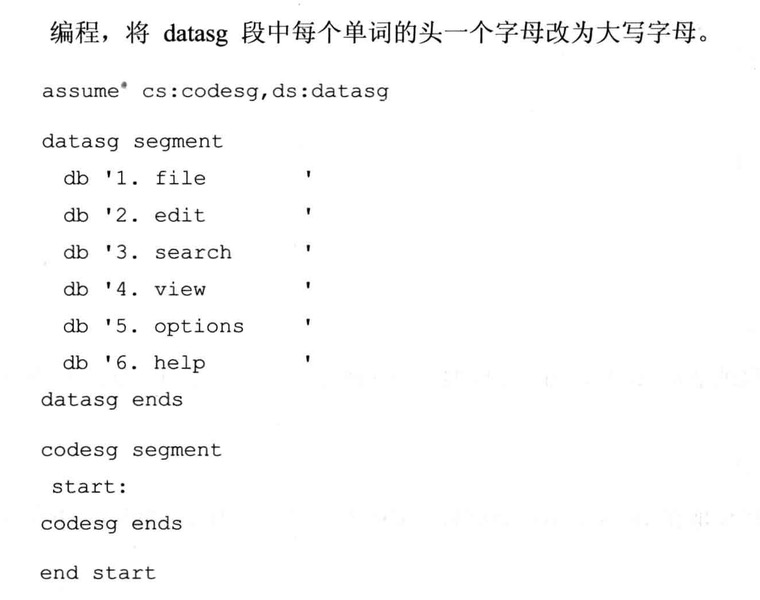 编程，将 datasg 段中每个单词的头一个字母改为大写字母。
assume cs:codesg,ds:datasg
datasg segment
db '1. file         '
db '2. edit         '
db '3. search       '
db '4. view         '
db '5. options      '
db '6. help         '
datasg ends
codesg segment
start:
codesg ends
end start